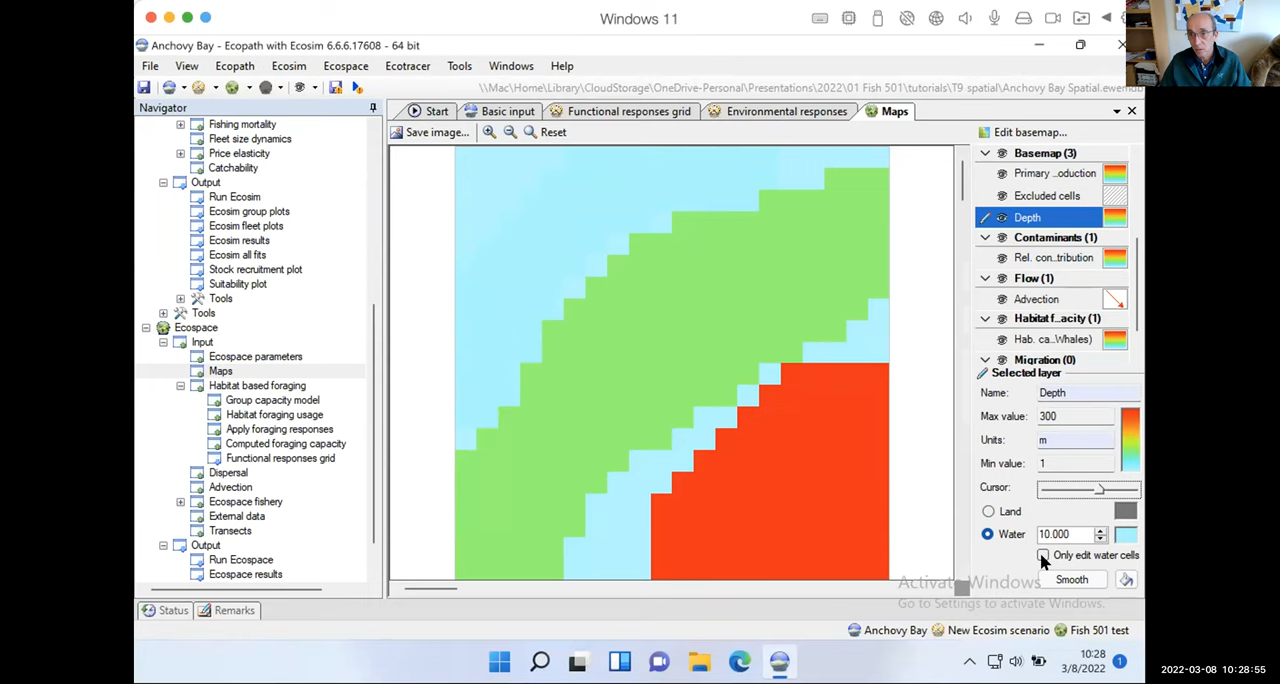 Windows 11
Anchovy Bay - Ecopath with Ecosim 6.6.6.17608 - 64 bit
File View Ecopath Ecosim Ecospace Ecotracer Tools Windows Help
\\Mac\Home\Library\CloudStorage\OneDrive-Personal\Presentations\2022\01 Fish 501\tutorials\T9 spatial\Anchovy Bay Spatial.ewemdb
Navigator
Fishing mortality
Fleet size dynamics
Price elasticity
Catchability
Output
Run Ecosim
Ecosim group plots
Ecosim fleet plots
Ecosim results
Ecosim all fits
Stock recruitment plot
Suitability plot
Tools
Tools
Ecospace
Input
Ecospace parameters
Maps
Habitat based foraging
Group capacity model
Habitat foraging usage
Apply foraging responses
Computed foraging capacity
Functional responses grid
Dispersal
Advection
Ecospace fishery
External data
Transects
Output
Run Ecospace
Ecospace results
Start Basic input Functional responses grid Environmental responses Maps
Save image... Reset
Edit basemap...
Basemap (3)
Primary ...oduction
Excluded cells
Depth
Contaminants (1)
Rel. con...tribution
Flow (1)
Advection
Habitat f...acity (1)
Hab. ca...Whales)
Migration (0)
Selected layer
Name: Depth
Max value: 300
Units: m
Min value: 1
Cursor:
Land
Water 10.000
Only edit water cells
Smooth
Activate Windows
Go to Settings to activate Windows.
Status Remarks
Anchovy Bay New Ecosim scenario Fish 501 test
10:28
3/8/2022
1
2022-03-08 10:28:55